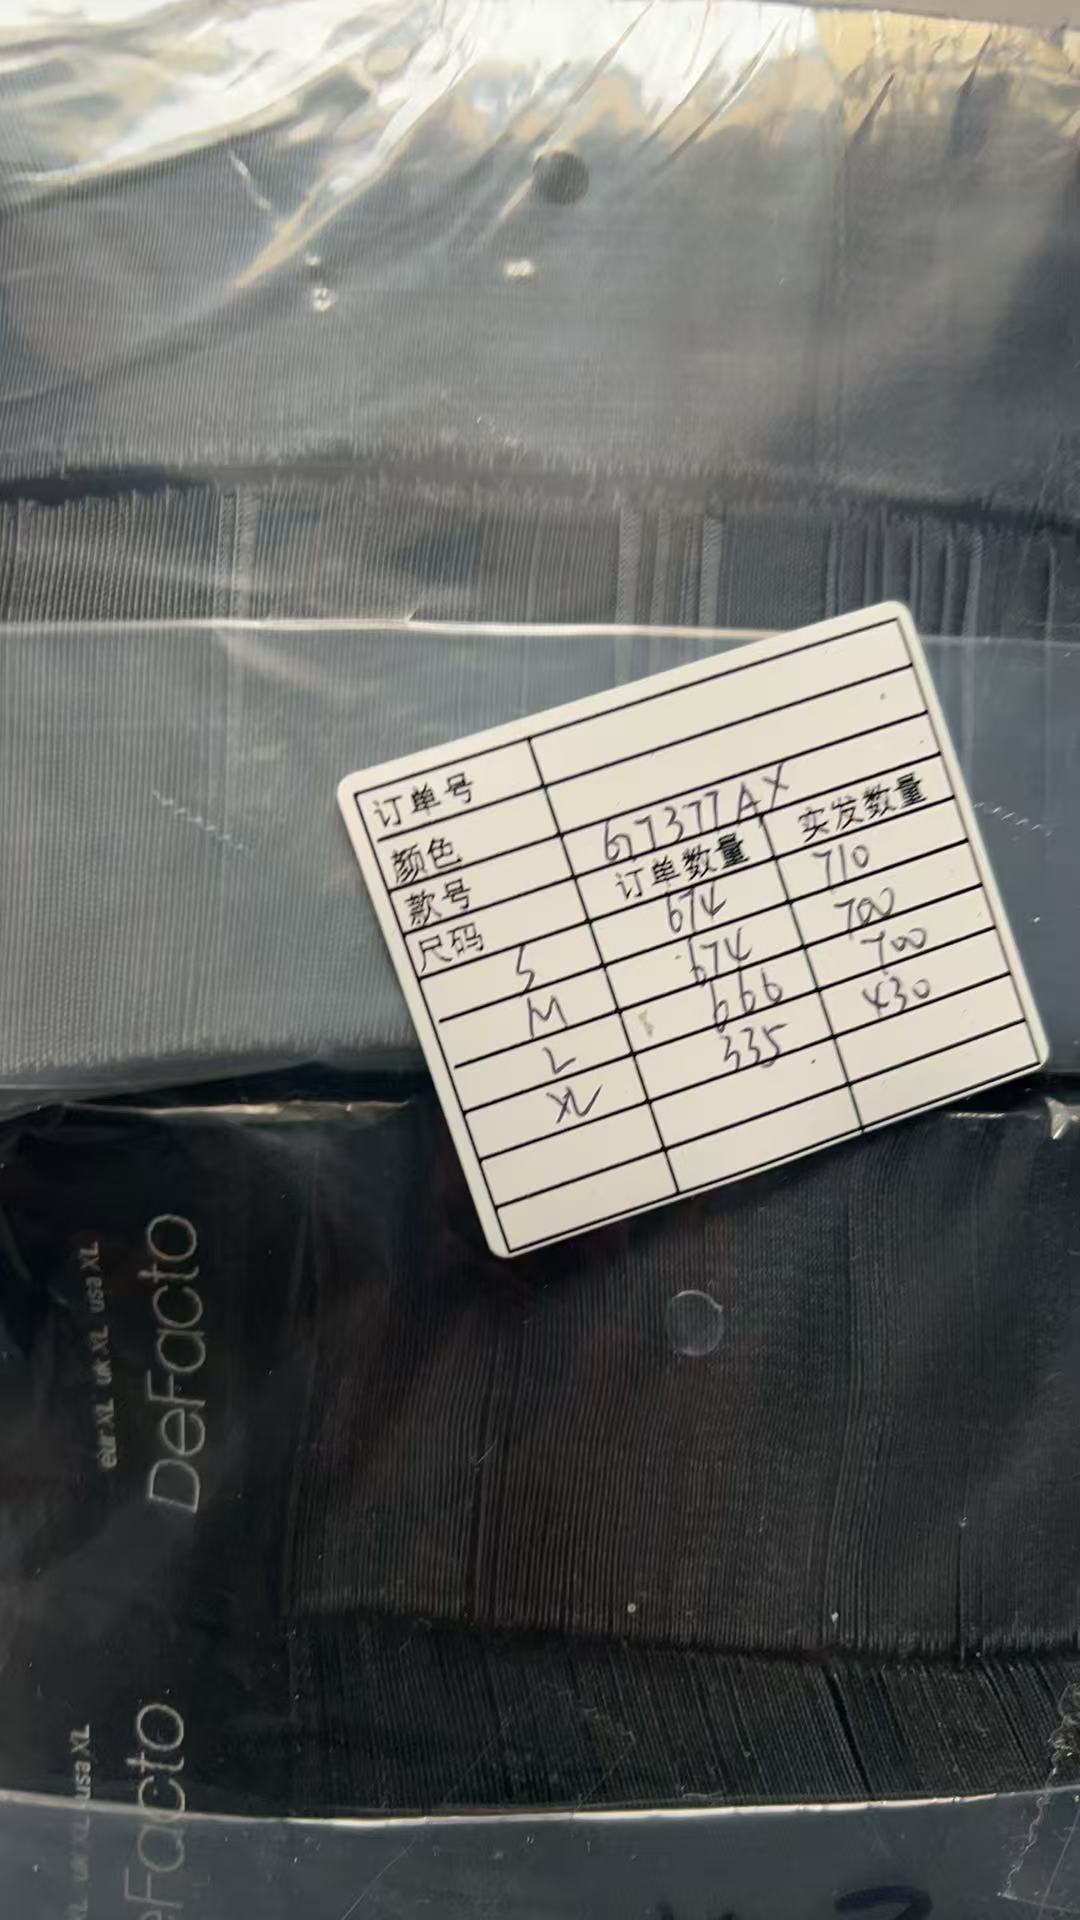 订单号
颜色
款号 67377AX
尺码 订单数量 实发数量
S 674 710
M 674 700
L 666 700
XL 335 430
eur XL uk XL usa XL
DeFacto
usa XL